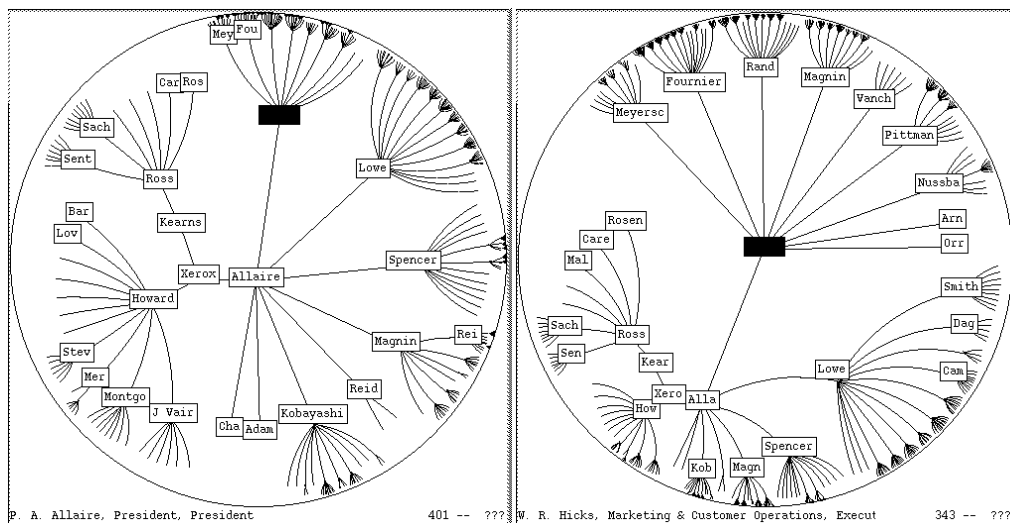 Mey
Fou
Car
Ros
Sach
Sent
Ross
Lowe
Bar
Kearns
Lov
Xerox
Allaire
Spencer
Howard
Stev
Magnin
Rei
Mer
Montgo
J Vair
Reid
Cha
Adam
Kobayashi
P. A. Allaire, President, President 401 -- ???
Fournier
Rand
Magnin
Vanch
Meyersc
Pittman
Nussba
Rosen
Arn
Care
Orr
Mal
Smith
Sach
Ross
Dag
Sen
Kear
Lowe
Cam
How
Xero
Alla
Spencer
Kob
Magn
W. R. Hicks, Marketing & Customer Operations, Execut 343 -- ???